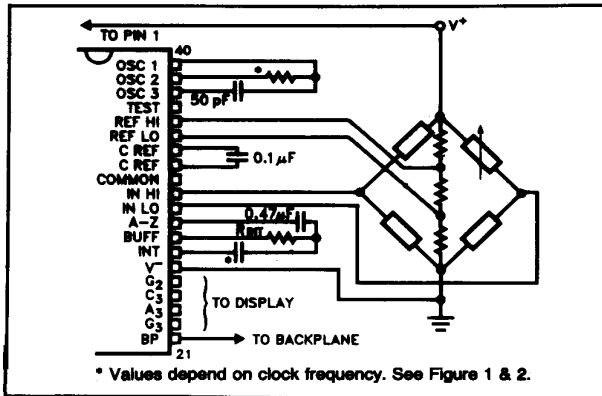 V+
TO PIN 1
40
OSC 1
OSC 2
*
OSC 3
50 pF
TEST
REF HI
REF LO
C REF
0.1 µF
C REF
COMMON
IN HI
IN LO
0.47µF
A-Z
RINT
BUFF
INT
*
V-
G2
C3
TO DISPLAY
A3
G3
BP
TO BACKPLANE
21
* Values depend on clock frequency. See Figure 1 & 2.